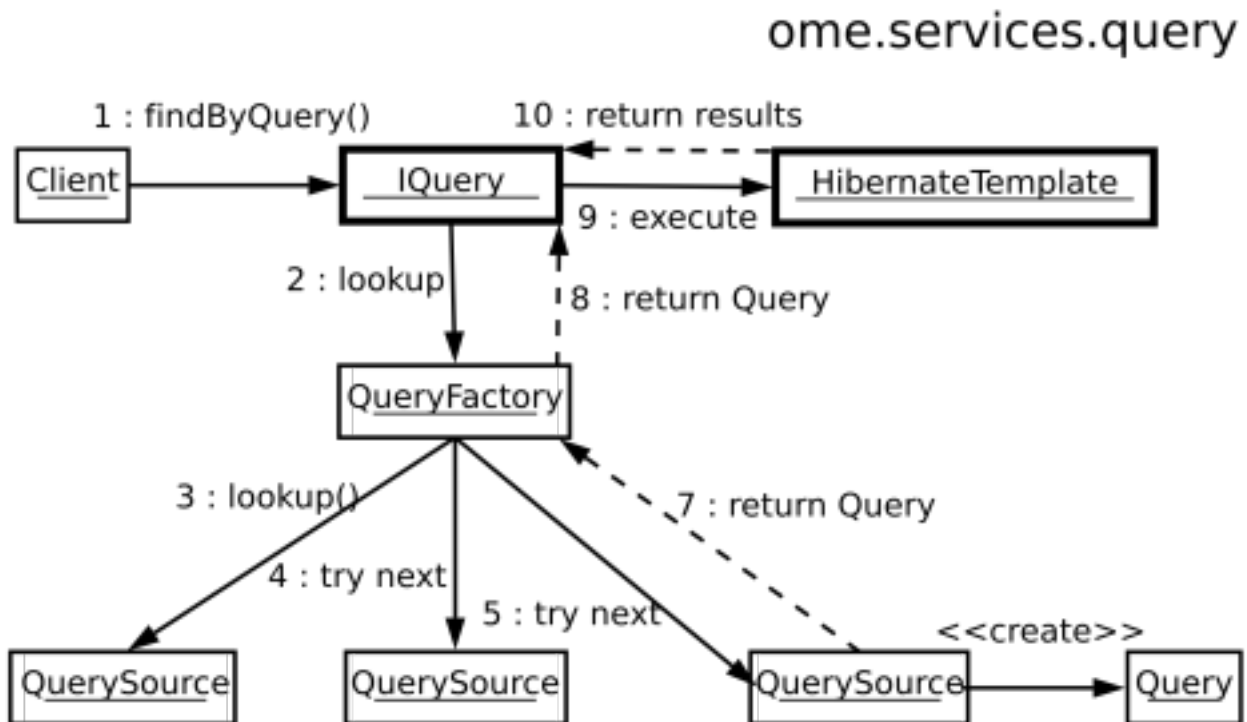 ome.services.query
1 : findByQuery()
10 : return results
Client
IQuery
HibernateTemplate
9 : execute
2 : lookup
8 : return Query
QueryFactory
3 : lookup()
7 : return Query
4 : try next
5 : try next
<<create>>
QuerySource
QuerySource
QuerySource
Query